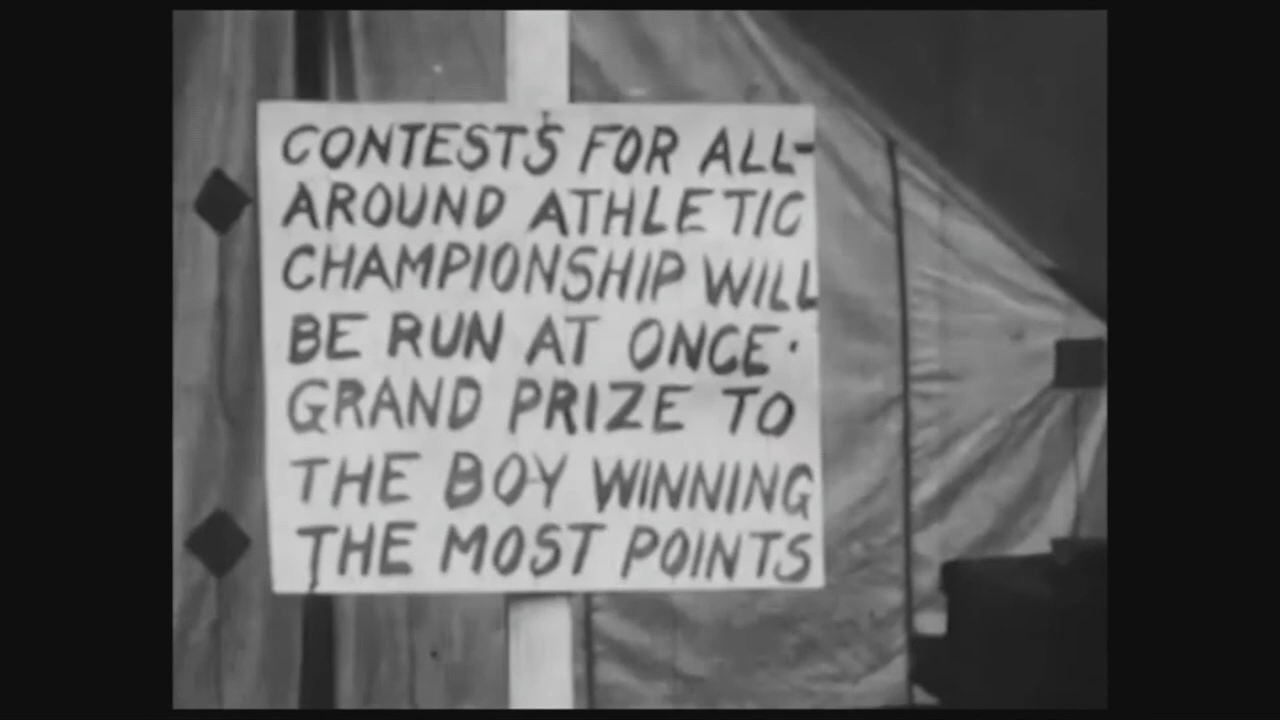 CONTESTS FOR ALL-
AROUND ATHLETIC
CHAMPIONSHIP WILL
BE RUN AT ONCE.
GRAND PRIZE TO
THE BOY WINNING
THE MOST POINTS